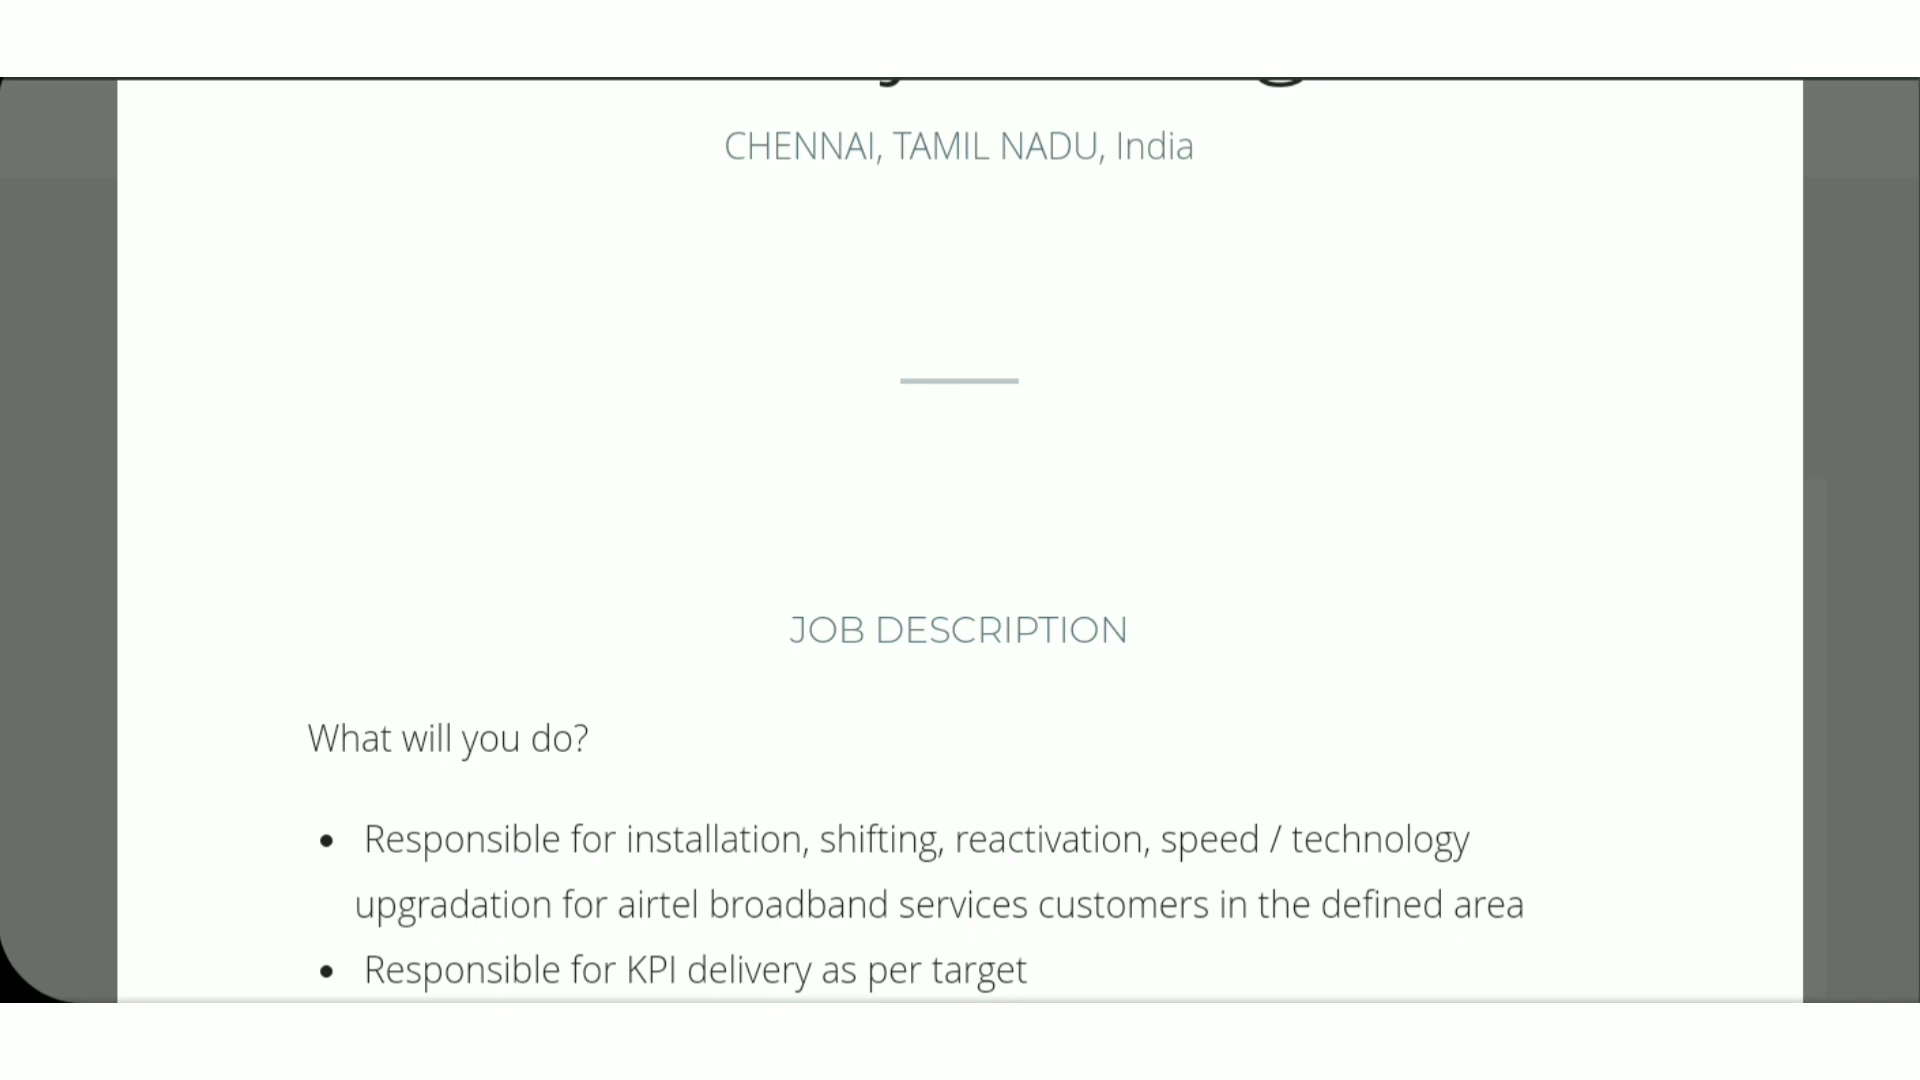 CHENNAI, TAMIL NADU, India
JOB DESCRIPTION
What will you do?
• Responsible for installation, shifting, reactivation, speed / technology
upgradation for airtel broadband services customers in the defined area
• Responsible for KPI delivery as per target